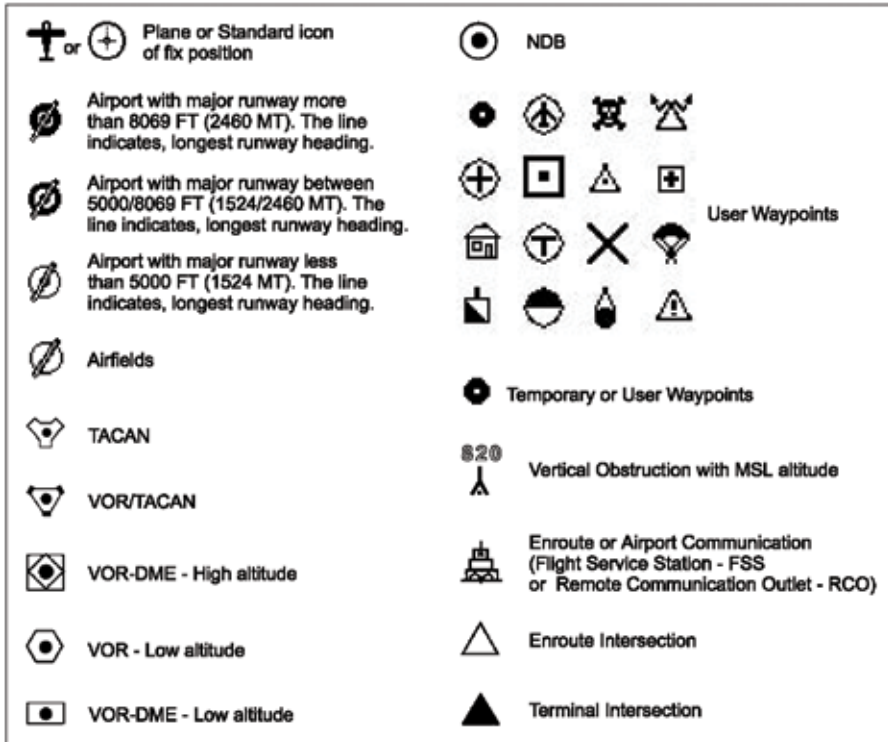 or
Plane or Standard icon
of fix position
Airport with major runway more
than 8069 FT (2460 MT). The line
indicates, longest runway heading.
Airport with major runway between
5000/8069 FT (1524/2460 MT). The
line indicates, longest runway heading.
Airport with major runway less
than 5000 FT (1524 MT). The line
indicates, longest runway heading.
Airfields
TACAN
VOR/TACAN
VOR-DME - High altitude
VOR - Low altitude
VOR-DME - Low altitude
NDB
User Waypoints
Temporary or User Waypoints
820
Vertical Obstruction with MSL altitude
Enroute or Airport Communication
(Flight Service Station - FSS
or Remote Communication Outlet - RCO)
Enroute Intersection
Terminal Intersection